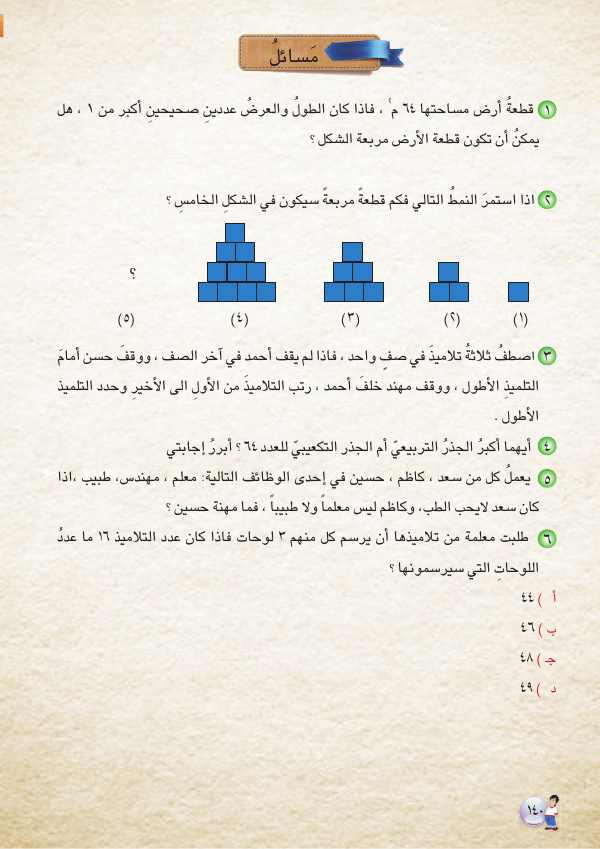 مَسائلُ
١ قطعةُ أرض مساحتها ٦٤ م٢ ، فاذا كان الطولُ والعرضُ عددينِ صحيحينِ أكبر من ١ ، هل
يمكنُ أن تكون قطعة الأرض مربعة الشكل؟
٢ اذا استمرَ النمطُ التالي فكم قطعةً مربعةً سيكون في الشكلِ الخامسِ ؟
؟
(١) (٢) (٣) (٤) (٥)
٣ اصطفُ ثلاثةُ تلاميذَ في صفٍ واحد ، فاذا لم يقف أحمد في آخر الصف ، ووقفَ حسن أمامَ
التلميذِ الأطول ، ووقف مهند خلفَ أحمد ، رتب التلاميذَ من الأولِ الى الأخيرِ وحدد التلميذ
الأطول .
٤ أيهما أكبرُ الجذرُ التربيعيّ أم الجذر التكعيبيّ للعدد ٦٤ ؟ أبررُ إجابتي
٥ يعملُ كل من سعد ، كاظم ، حسين في إحدى الوظائف التالية: معلم ، مهندس، طبيب ،اذا
كان سعد لايحب الطب، وكاظم ليس معلماً ولا طبيباً ، فما مهنة حسين ؟
٦ طلبت معلمة من تلاميذها أن يرسم كل منهم ٣ لوحات فاذا كان عدد التلاميذ ١٦ ما عددُ
اللوحاتِ التي سيرسمونها ؟
أ ) ٤٤
ب ) ٤٦
جـ ) ٤٨
د ) ٤٩
١٤٠